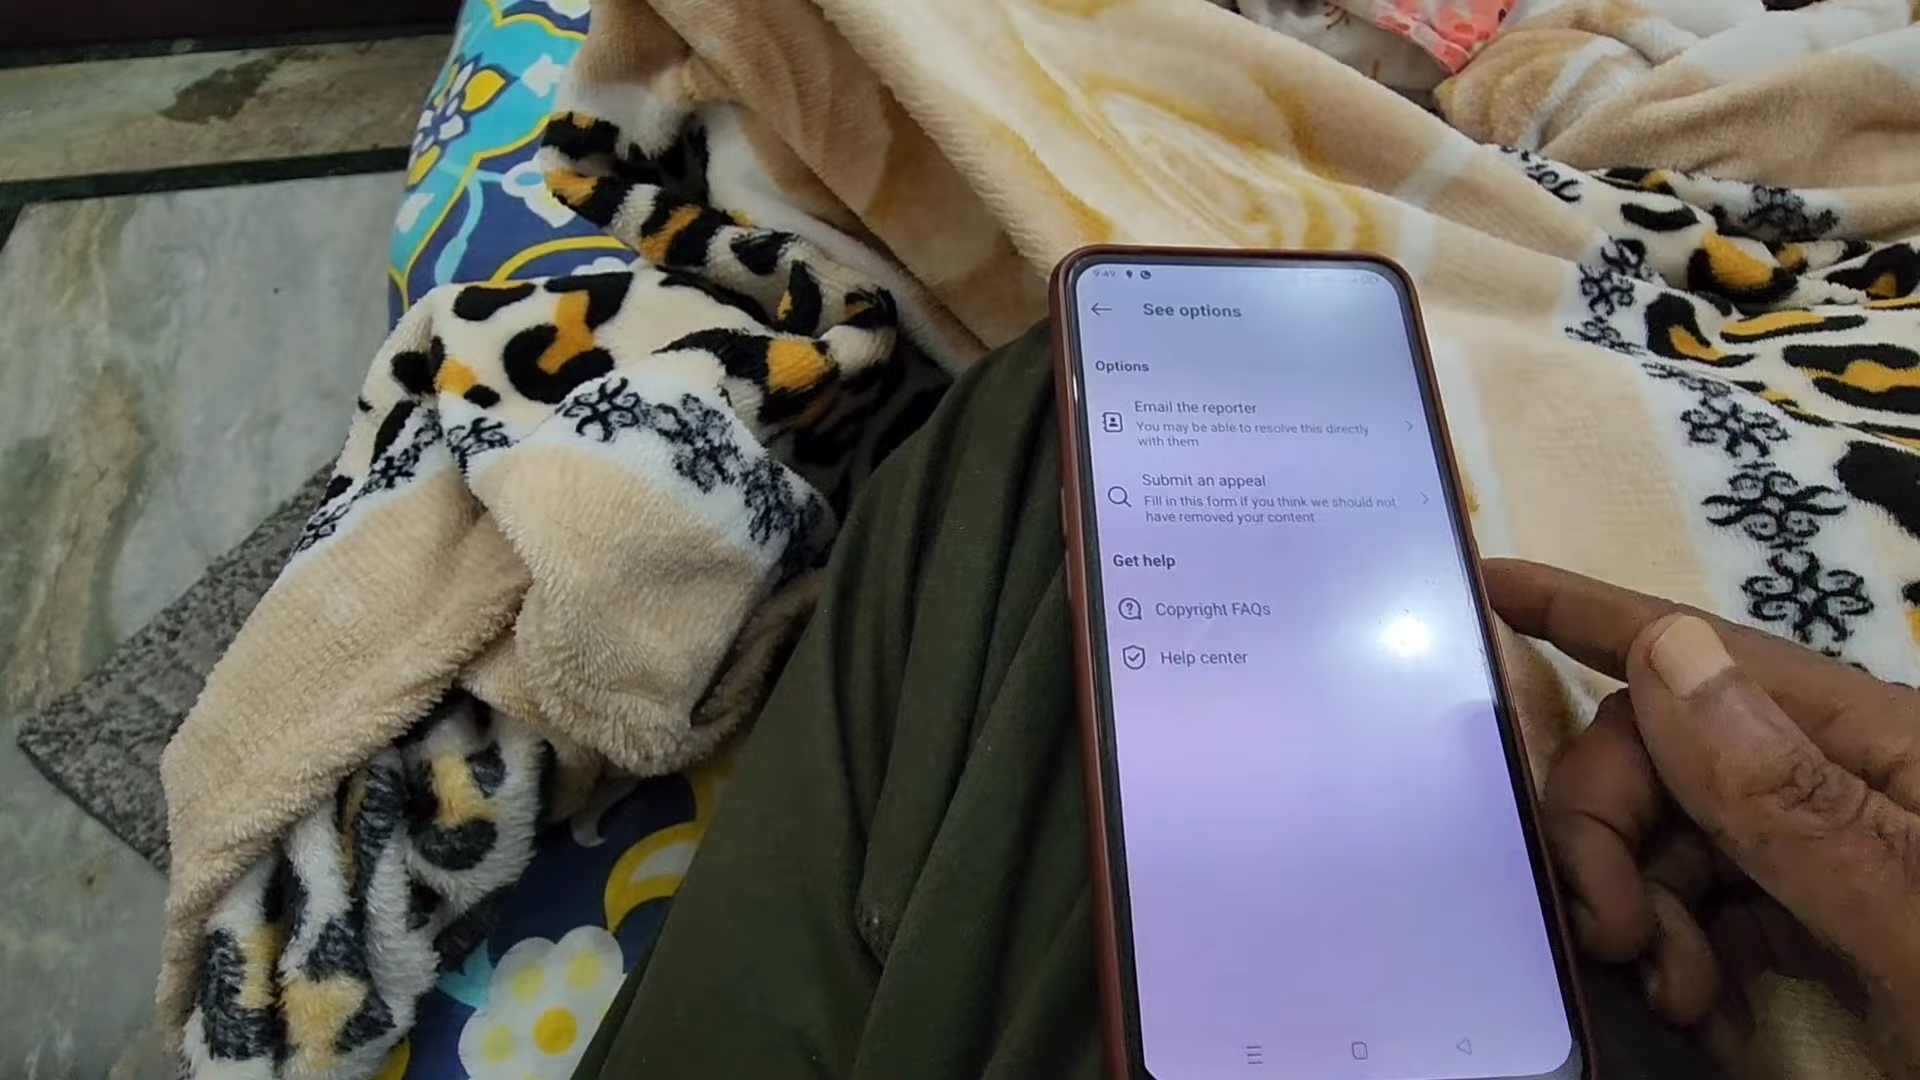 9:49
See options
Options
Email the reporter
You may be able to resolve this directly
with them
Submit an appeal
Fill in this form if you think we should not
have removed your content
Get help
Copyright FAQs
Help center